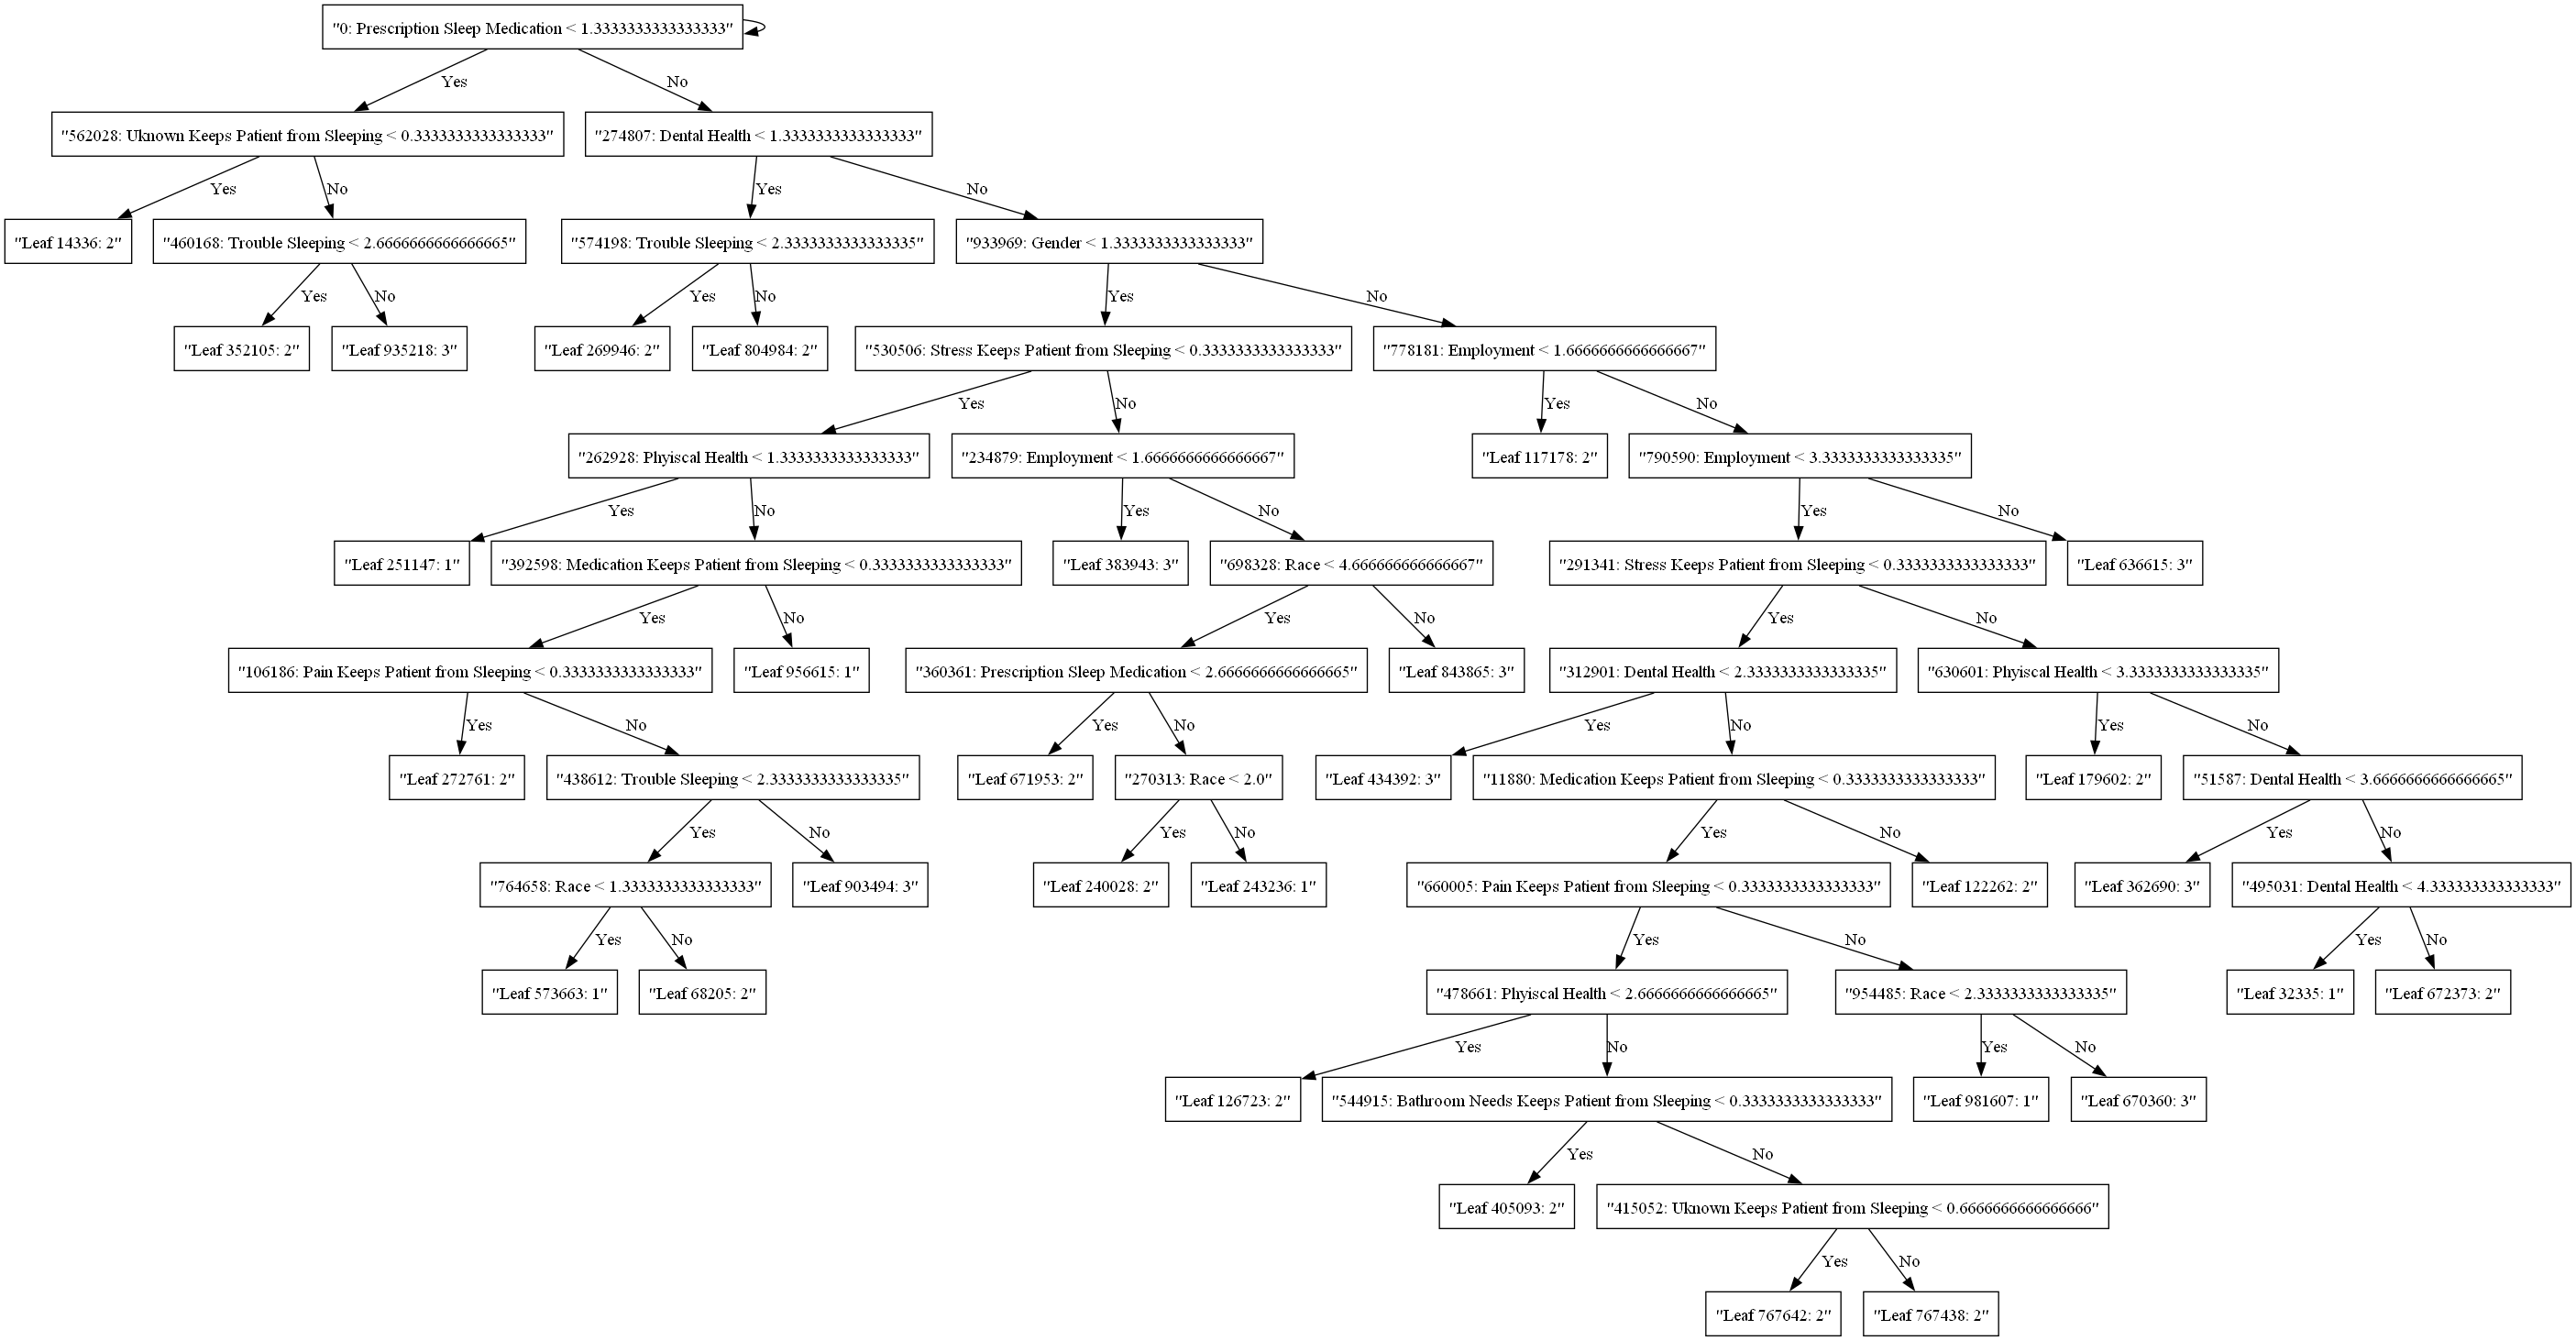 "0: Prescription Sleep Medication < 1.3333333333333333"
Yes
No
"562028: Uknown Keeps Patient from Sleeping < 0.3333333333333333"
"274807: Dental Health < 1.3333333333333333"
Yes
No
Yes
No
"Leaf 14336: 2"
"460168: Trouble Sleeping < 2.6666666666666665"
"574198: Trouble Sleeping < 2.3333333333333335"
"933969: Gender < 1.3333333333333333"
Yes
No
Yes
No
Yes
No
"Leaf 352105: 2"
"Leaf 935218: 3"
"Leaf 269946: 2"
"Leaf 804984: 2"
"530506: Stress Keeps Patient from Sleeping < 0.3333333333333333"
"778181: Employment < 1.6666666666666667"
Yes
No
Yes
No
"262928: Phyiscal Health < 1.3333333333333333"
"234879: Employment < 1.6666666666666667"
"Leaf 117178: 2"
"790590: Employment < 3.3333333333333335"
Yes
No
Yes
No
Yes
No
"Leaf 251147: 1"
"392598: Medication Keeps Patient from Sleeping < 0.3333333333333333"
"Leaf 383943: 3"
"698328: Race < 4.666666666666667"
"291341: Stress Keeps Patient from Sleeping < 0.3333333333333333"
"Leaf 636615: 3"
Yes
No
Yes
No
Yes
No
"106186: Pain Keeps Patient from Sleeping < 0.3333333333333333"
"Leaf 956615: 1"
"360361: Prescription Sleep Medication < 2.6666666666666665"
"Leaf 843865: 3"
"312901: Dental Health < 2.3333333333333335"
"630601: Phyiscal Health < 3.3333333333333335"
Yes
No
Yes
No
Yes
No
Yes
No
"Leaf 272761: 2"
"438612: Trouble Sleeping < 2.3333333333333335"
"Leaf 671953: 2"
"270313: Race < 2.0"
"Leaf 434392: 3"
"11880: Medication Keeps Patient from Sleeping < 0.3333333333333333"
"Leaf 179602: 2"
"51587: Dental Health < 3.6666666666666665"
Yes
No
Yes
No
Yes
No
Yes
No
"764658: Race < 1.3333333333333333"
"Leaf 903494: 3"
"Leaf 240028: 2"
"Leaf 243236: 1"
"660005: Pain Keeps Patient from Sleeping < 0.3333333333333333"
"Leaf 122262: 2"
"Leaf 362690: 3"
"495031: Dental Health < 4.333333333333333"
Yes
No
Yes
No
Yes
No
"Leaf 573663: 1"
"Leaf 68205: 2"
"478661: Phyiscal Health < 2.6666666666666665"
"954485: Race < 2.3333333333333335"
"Leaf 32335: 1"
"Leaf 672373: 2"
Yes
No
Yes
No
"Leaf 126723: 2"
"544915: Bathroom Needs Keeps Patient from Sleeping < 0.3333333333333333"
"Leaf 981607: 1"
"Leaf 670360: 3"
Yes
No
"Leaf 405093: 2"
"415052: Uknown Keeps Patient from Sleeping < 0.6666666666666666"
Yes
No
"Leaf 767642: 2"
"Leaf 767438: 2"